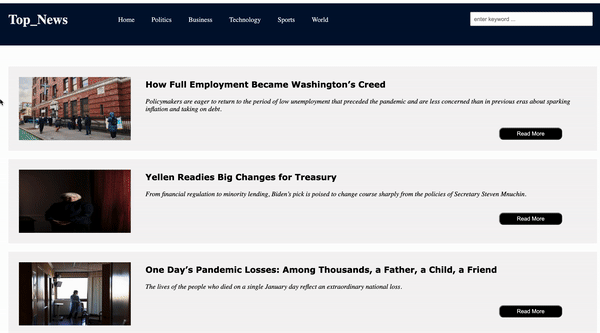 Top_News
Home Politics Business Technology Sports World
enter keyword ...
How Full Employment Became Washington's Creed
Policymakers are eager to return to the period of low unemployment that preceded the pandemic and are less concerned than in previous eras about sparking
inflation and taking on debt.
Read More
Yellen Readies Big Changes for Treasury
From financial regulation to minority lending, Biden's pick is poised to change course sharply from the policies of Secretary Steven Mnuchin.
Read More
One Day's Pandemic Losses: Among Thousands, a Father, a Child, a Friend
The lives of the people who died on a single January day reflect an extraordinary national loss.
Read More